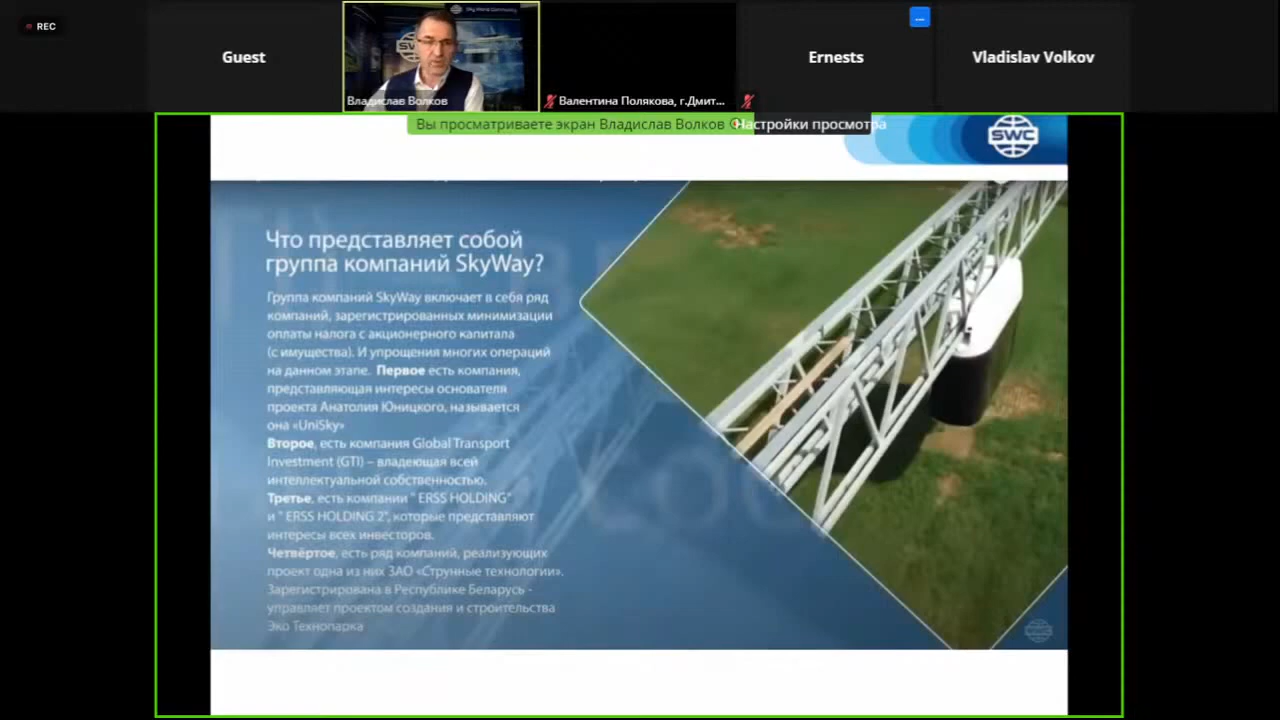 REC
Guest
Sky World Community
SWC
Владислав Волков
Валентина Полякова, г.Дмит...
Ernests
...
Vladislav Volkov
Вы просматриваете экран Владислав Волков
Настройки просмотра
SWC
Что представляет собой
группа компаний SkyWay?
Группа компаний SkyWay включает в себя ряд
компаний, зарегистрированных минимизации
оплаты налога с акционерного капитала
(с имущества). И упрощения многих операций
на данном этапе. Первое есть компания,
представляющая интересы основателя
проекта Анатолия Юницкого, называется
она «UniSky»
Второе, есть компания Global Transport
Investment (GTI) – владеющая всей
интеллектуальной собственностью.
Третье, есть компании " ERSS HOLDING"
и " ERSS HOLDING 2", которые представляют
интересы всех инвесторов.
Четвёртое, есть ряд компаний, реализующих
проект одна из них ЗАО «Струнные технологии».
Зарегистрирована в Республике Беларусь -
управляет проектом создания и строительства
Эко Технопарка